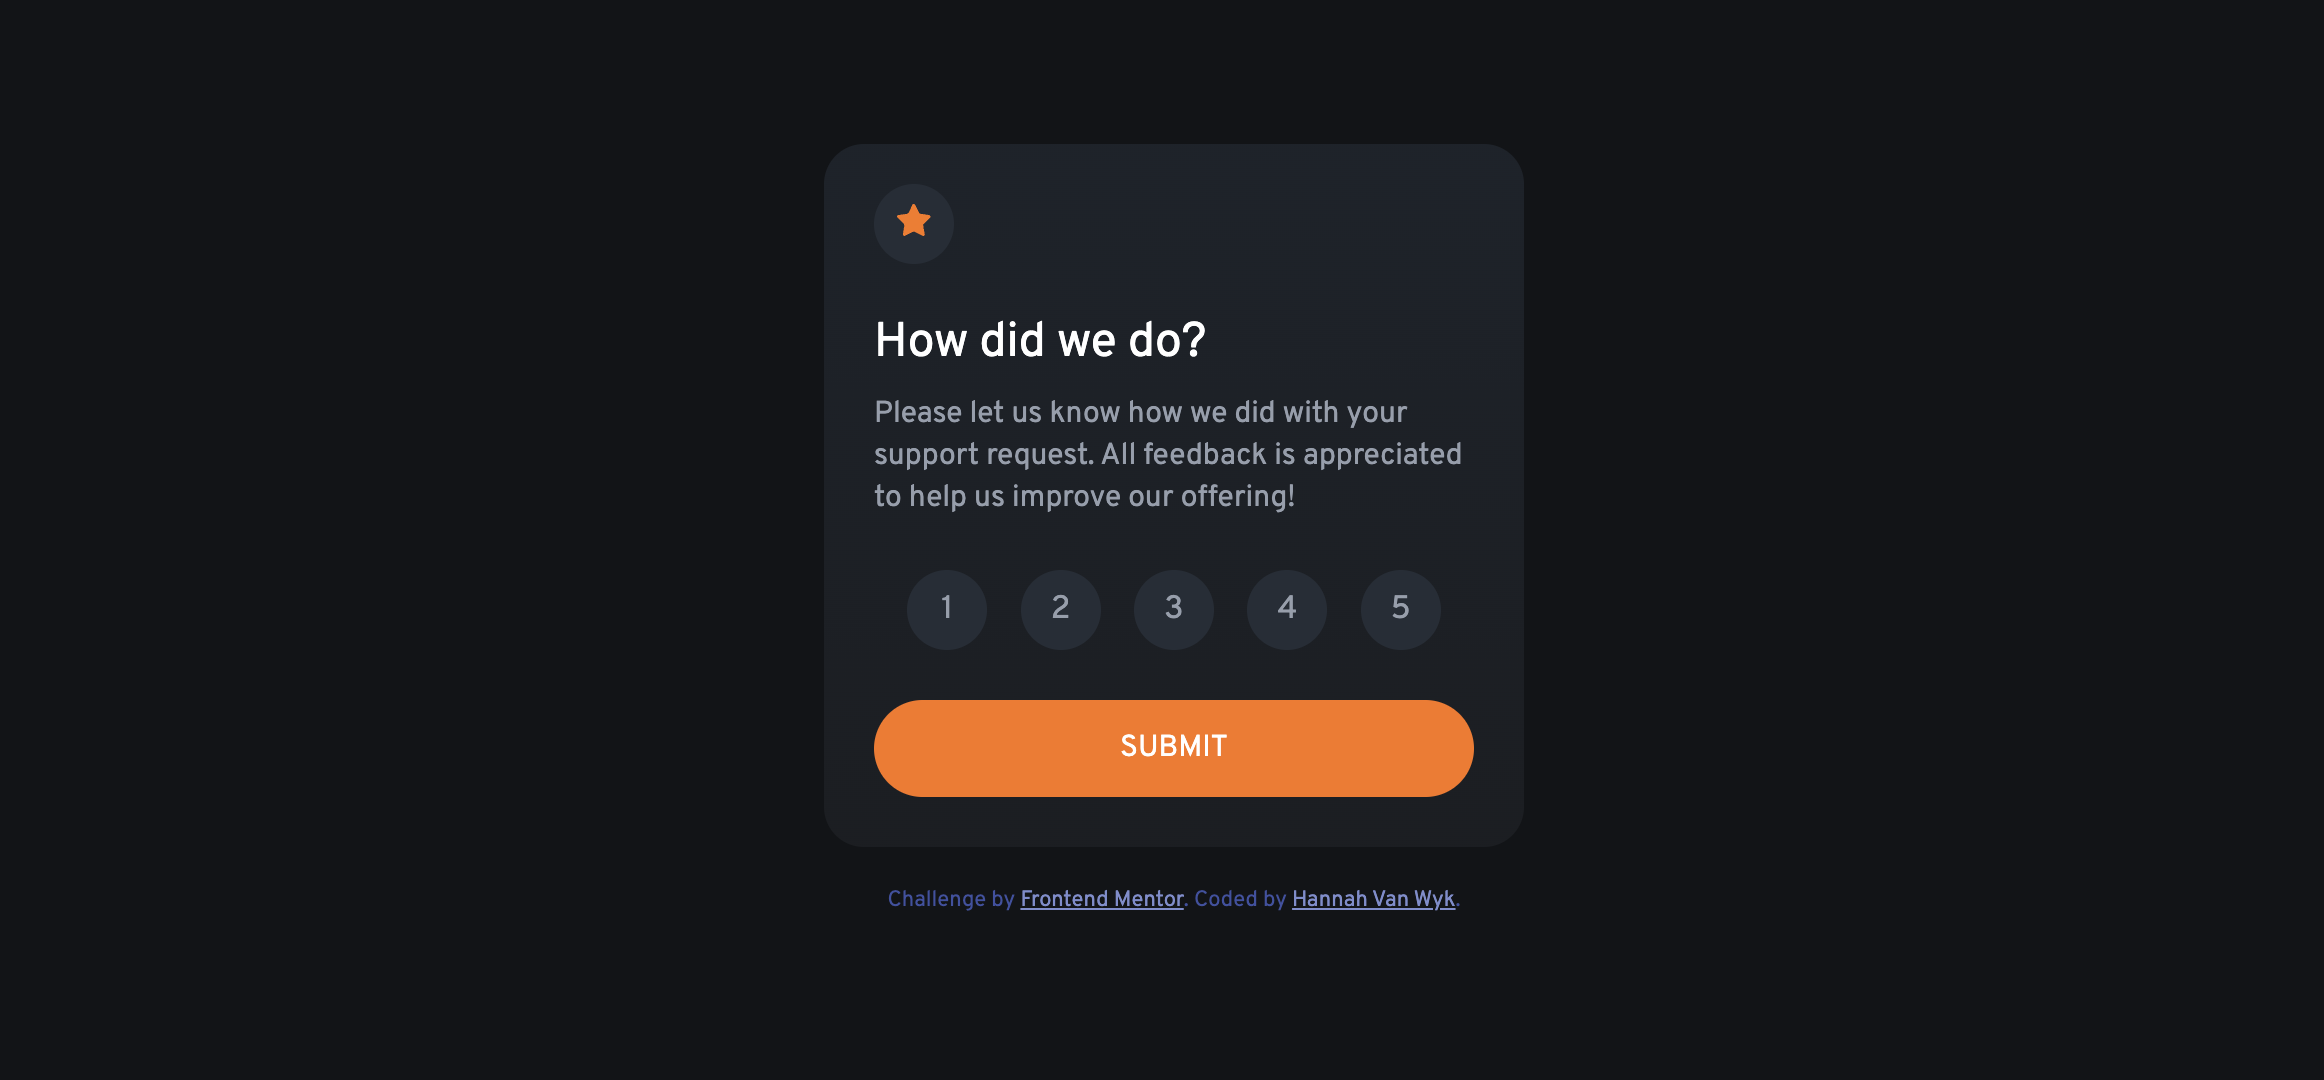 How did we do?
Please let us know how we did with your
support request. All feedback is appreciated
to help us improve our offering!
1 2 3 4 5
SUBMIT
Challenge by Frontend Mentor. Coded by Hannah Van Wyk.